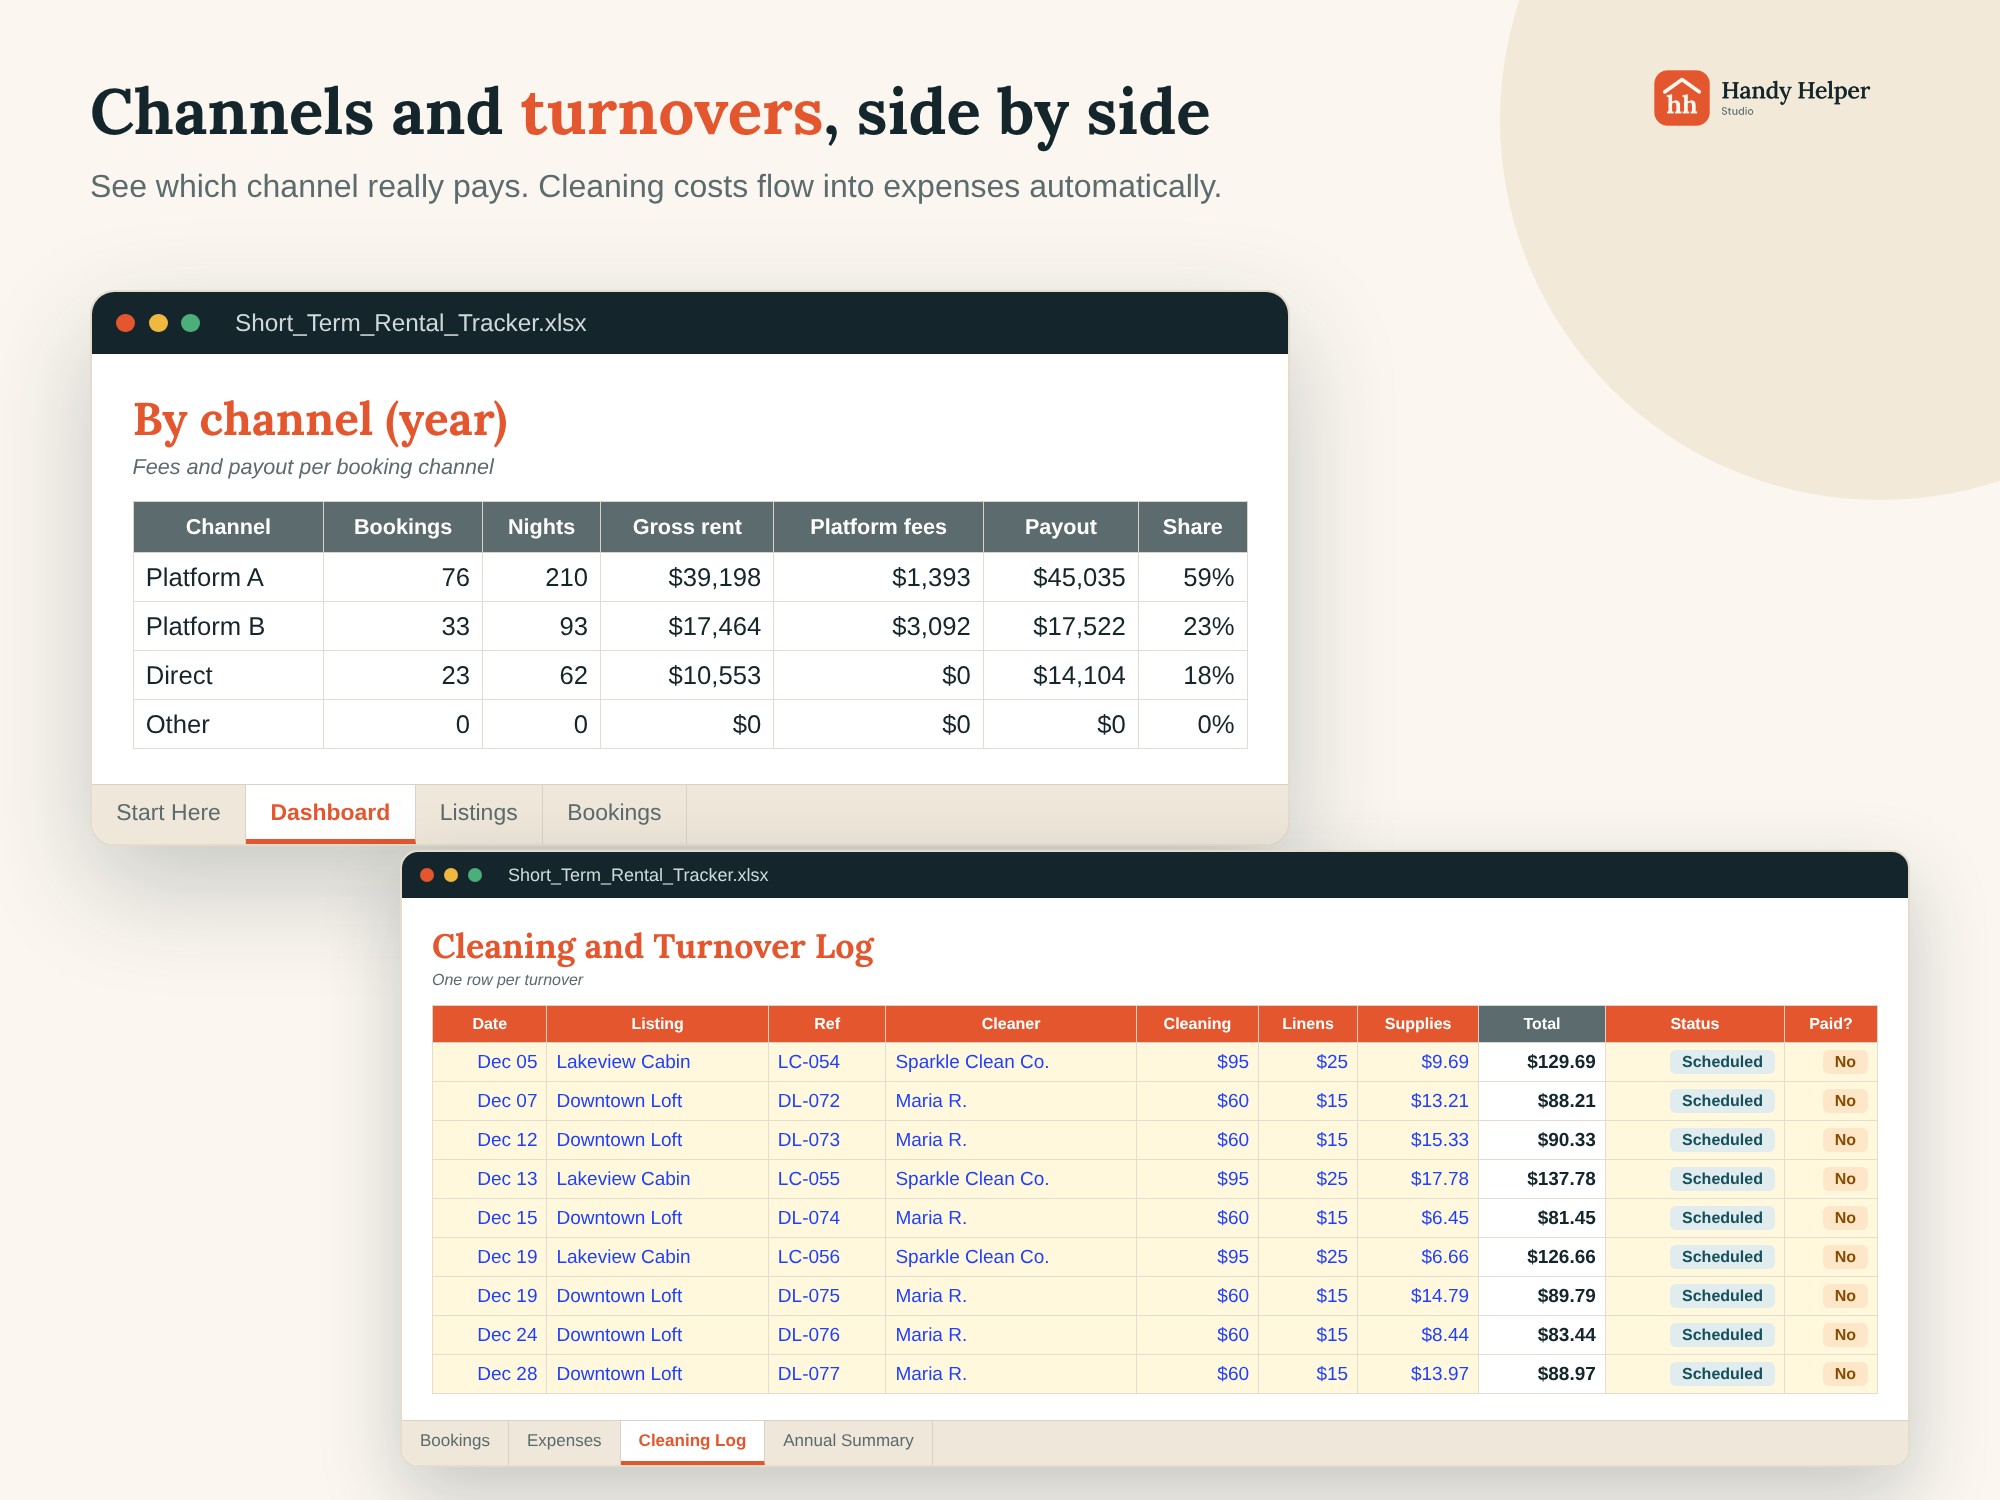 Channels and turnovers, side by side
See which channel really pays. Cleaning costs flow into expenses automatically.
hh
Handy Helper
Studio
Short_Term_Rental_Tracker.xlsx
By channel (year)
Fees and payout per booking channel
Channel Bookings Nights Gross rent Platform fees Payout Share
Platform A 76 210 $39,198 $1,393 $45,035 59%
Platform B 33 93 $17,464 $3,092 $17,522 23%
Direct 23 62 $10,553 $0 $14,104 18%
Other 0 0 $0 $0 $0 0%
Start Here Dashboard Listings Bookings
Short_Term_Rental_Tracker.xlsx
Cleaning and Turnover Log
One row per turnover
Date Listing Ref Cleaner Cleaning Linens Supplies Total Status Paid?
Dec 05 Lakeview Cabin LC-054 Sparkle Clean Co. $95 $25 $9.69 $129.69 Scheduled No
Dec 07 Downtown Loft DL-072 Maria R. $60 $15 $13.21 $88.21 Scheduled No
Dec 12 Downtown Loft DL-073 Maria R. $60 $15 $15.33 $90.33 Scheduled No
Dec 13 Lakeview Cabin LC-055 Sparkle Clean Co. $95 $25 $17.78 $137.78 Scheduled No
Dec 15 Downtown Loft DL-074 Maria R. $60 $15 $6.45 $81.45 Scheduled No
Dec 19 Lakeview Cabin LC-056 Sparkle Clean Co. $95 $25 $6.66 $126.66 Scheduled No
Dec 19 Downtown Loft DL-075 Maria R. $60 $15 $14.79 $89.79 Scheduled No
Dec 24 Downtown Loft DL-076 Maria R. $60 $15 $8.44 $83.44 Scheduled No
Dec 28 Downtown Loft DL-077 Maria R. $60 $15 $13.97 $88.97 Scheduled No
Bookings Expenses Cleaning Log Annual Summary